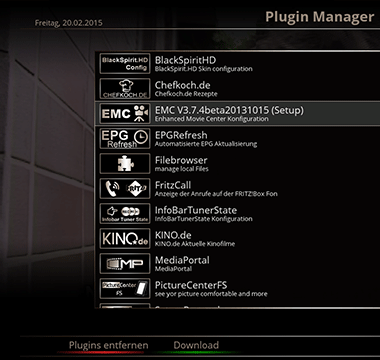 Freitag, 20.02.2015
Plugin Manager
BlackSpirit.HD
Config
BlackSpiritHD
BlackSpirit.HD Skin configuration
CHEFKOCH.DE
Chefkoch.de
Chefkoch.de Rezepte
EMC
EMC V3.7.4beta20131015 (Setup)
Enhanced Movie Center Konfiguration
EPG
Refresh
EPGRefresh
Automatisierte EPG Aktualisierung
Filebrowser
manage local Files
FRITZ!
FritzCall
Anzeige der Anrufe auf der FRITZ!Box Fon
Infobar Tuner State
InfoBarTunerState
InfoBarTunerState Konfiguration
KINO.de
KINO.de
KINO.de Aktuelle Kinofilme
MP
MediaPortal
MediaPortal
PictureCenter
FS
PictureCenterFS
see yor picture comfortable and more
Plugins entfernen
Download